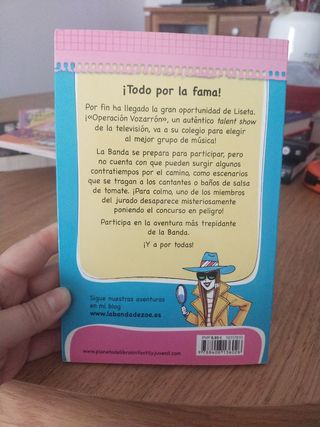 ¡Todo por la fama!
Por fin ha llegado la gran oportunidad de Liseta.
¡«Operación Vozarrón», un auténtico talent show
de la televisión, va a su colegio para elegir
al mejor grupo de música!
La Banda se prepara para participar, pero
no cuenta con que pueden surgir algunos
contratiempos por el camino, como escenarios
que se tragan a los cantantes o baños de salsa
de tomate. ¡Para colmo, uno de los miembros
del jurado desaparece misteriosamente
poniendo el concurso en peligro!
Participa en la aventura más trepidante
de la Banda.
¡Y a por todas!
Sigue nuestras aventuras
en mi blog
www.labandadezoe.es
www.planetadelibrosinfantilyjuvenil.com